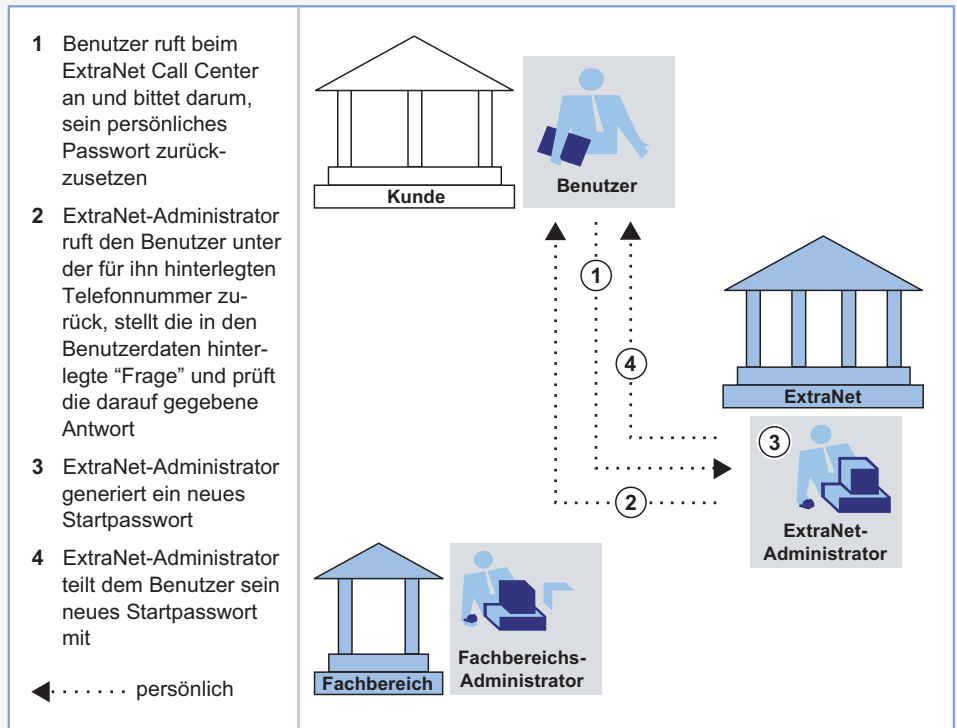 1 Benutzer ruft beim
ExtraNet Call Center
an und bittet darum,
sein persönliches
Passwort zurück-
zusetzen
2 ExtraNet-Administrator
ruft den Benutzer unter
der für ihn hinterlegten
Telefonnummer zu-
rück, stellt die in den
Benutzerdaten hinter-
legte “Frage” und prüft
die darauf gegebene
Antwort
3 ExtraNet-Administrator
generiert ein neues
Startpasswort
4 ExtraNet-Administrator
teilt dem Benutzer sein
neues Startpasswort
mit
persönlich
Kunde
Benutzer
1
4
ExtraNet
3
2
ExtraNet-
Administrator
Fachbereich
Fachbereichs-
Administrator